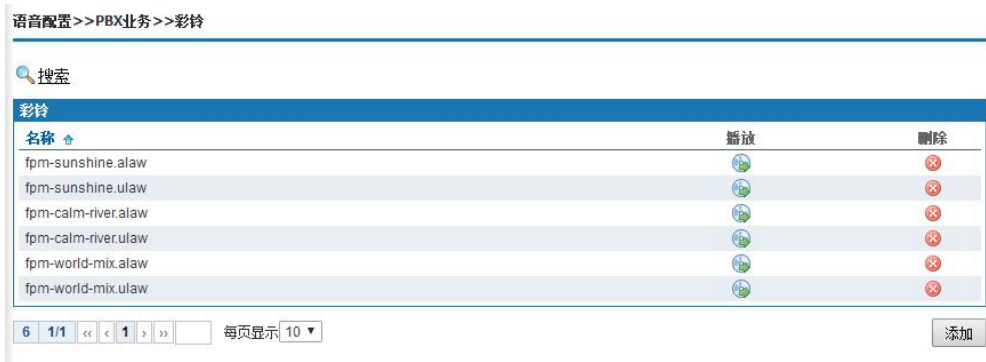 语音配置>>PBX业务>>彩铃
搜索
彩铃
名称 播放 删除
fpm-sunshine.alaw
fpm-sunshine.ulaw
fpm-calm-river.alaw
fpm-calm-river.ulaw
fpm-world-mix.alaw
fpm-world-mix.ulaw
6 1/1 ‹‹ ‹ 1 › ›› 每页显示 10 添加